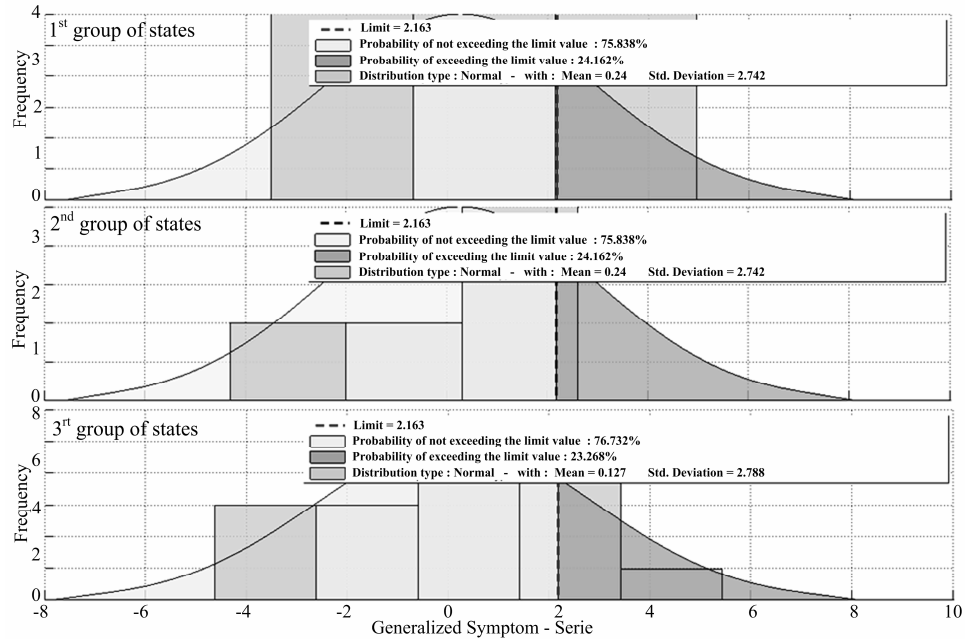 1st group of states
Limit = 2.163
Probability of not exceeding the limit value : 75.838%
Probability of exceeding the limit value : 24.162%
Distribution type : Normal - with : Mean = 0.24 Std. Deviation = 2.742
Frequency
4
3
2
1
0
2nd group of states
Limit = 2.163
Probability of not exceeding the limit value : 75.838%
Probability of exceeding the limit value : 24.162%
Distribution type : Normal - with : Mean = 0.24 Std. Deviation = 2.742
Frequency
3
2
1
0
3rt group of states
Limit = 2.163
Probability of not exceeding the limit value : 76.732%
Probability of exceeding the limit value : 23.268%
Distribution type : Normal - with : Mean = 0.127 Std. Deviation = 2.788
Frequency
8
6
4
2
0
-8 -6 -4 -2 0 2 4 6 8 10
Generalized Symptom - Serie